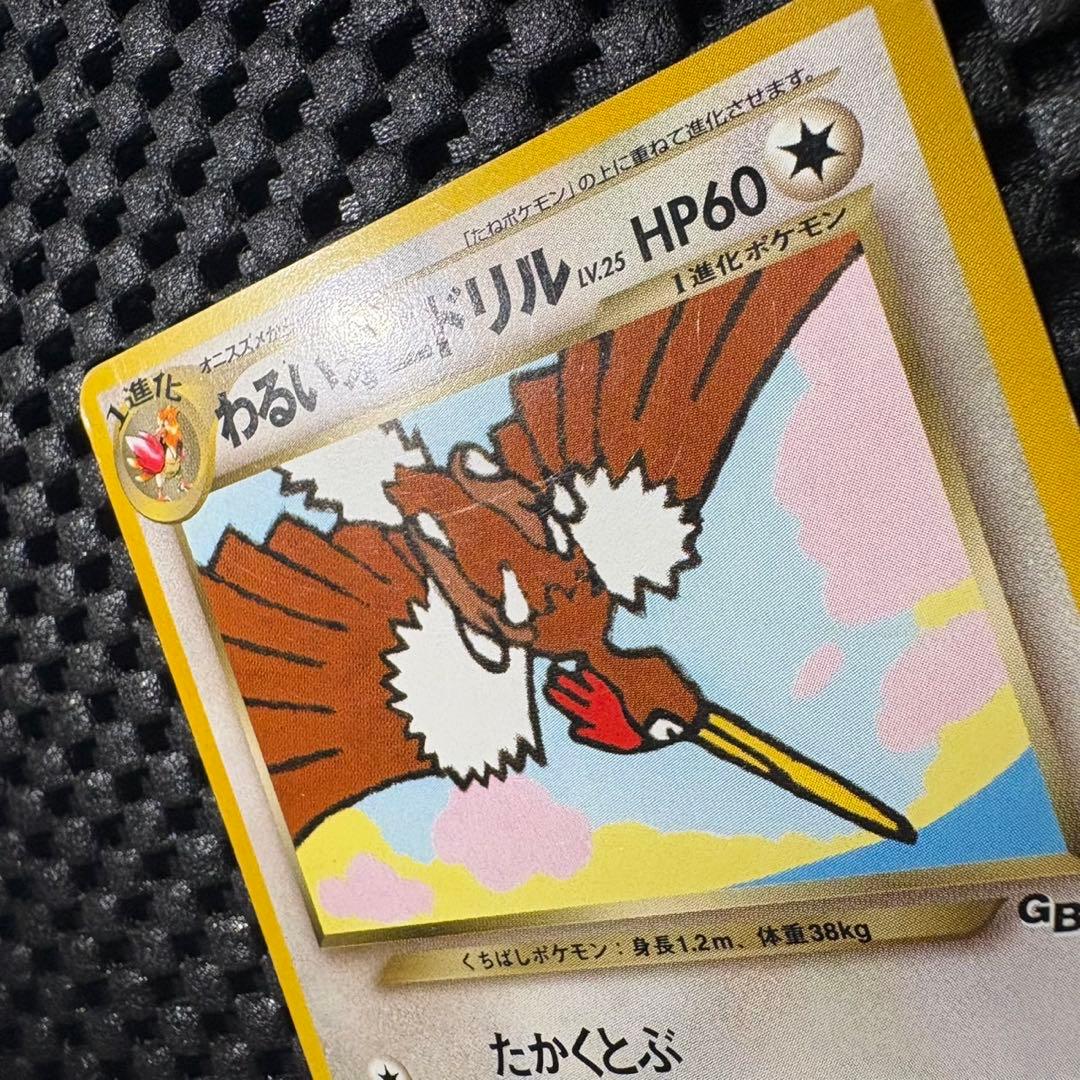 「たねポケモン」の上に重ねて進化させます。
オニスズメから
1進化
わるいオニドリル LV.25 HP60
1進化ポケモン
GB
くちばしポケモン：身長1.2m、体重38kg
たかくとぶ